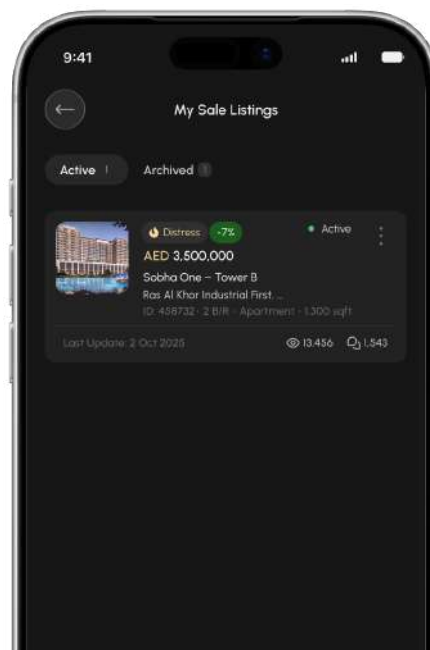 9:41
My Sale Listings
Active 1
Archived 1
Distress -7% Active
AED 3,500,000
Sobha One – Tower B
Ras Al Khor Industrial First. ..
ID: 458732 · 2 B/R · Apartment · 1,300 sqft
Last Update: 2 Oct 2025 13,456 1,543